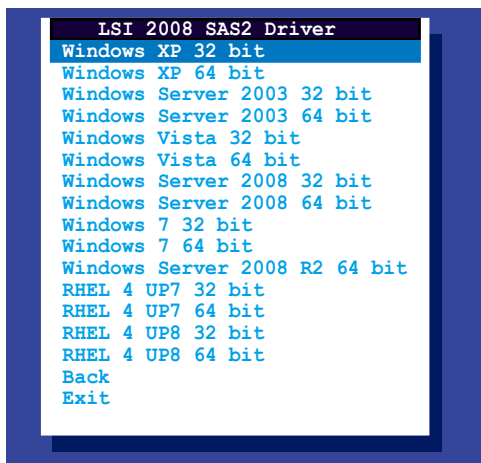 LSI 2008 SAS2 Driver
Windows XP 32 bit
Windows XP 64 bit
Windows Server 2003 32 bit
Windows Server 2003 64 bit
Windows Vista 32 bit
Windows Vista 64 bit
Windows Server 2008 32 bit
Windows Server 2008 64 bit
Windows 7 32 bit
Windows 7 64 bit
Windows Server 2008 R2 64 bit
RHEL 4 UP7 32 bit
RHEL 4 UP7 64 bit
RHEL 4 UP8 32 bit
RHEL 4 UP8 64 bit
Back
Exit